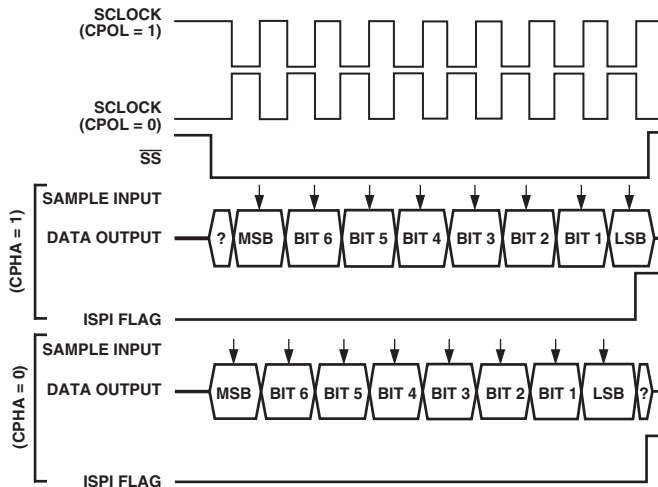 SCLOCK
(CPOL = 1)
SCLOCK
(CPOL = 0)
SS
(CPHA = 1)
SAMPLE INPUT
DATA OUTPUT
? MSB BIT 6 BIT 5 BIT 4 BIT 3 BIT 2 BIT 1 LSB
ISPI FLAG
(CPHA = 0)
SAMPLE INPUT
DATA OUTPUT
MSB BIT 6 BIT 5 BIT 4 BIT 3 BIT 2 BIT 1 LSB ?
ISPI FLAG